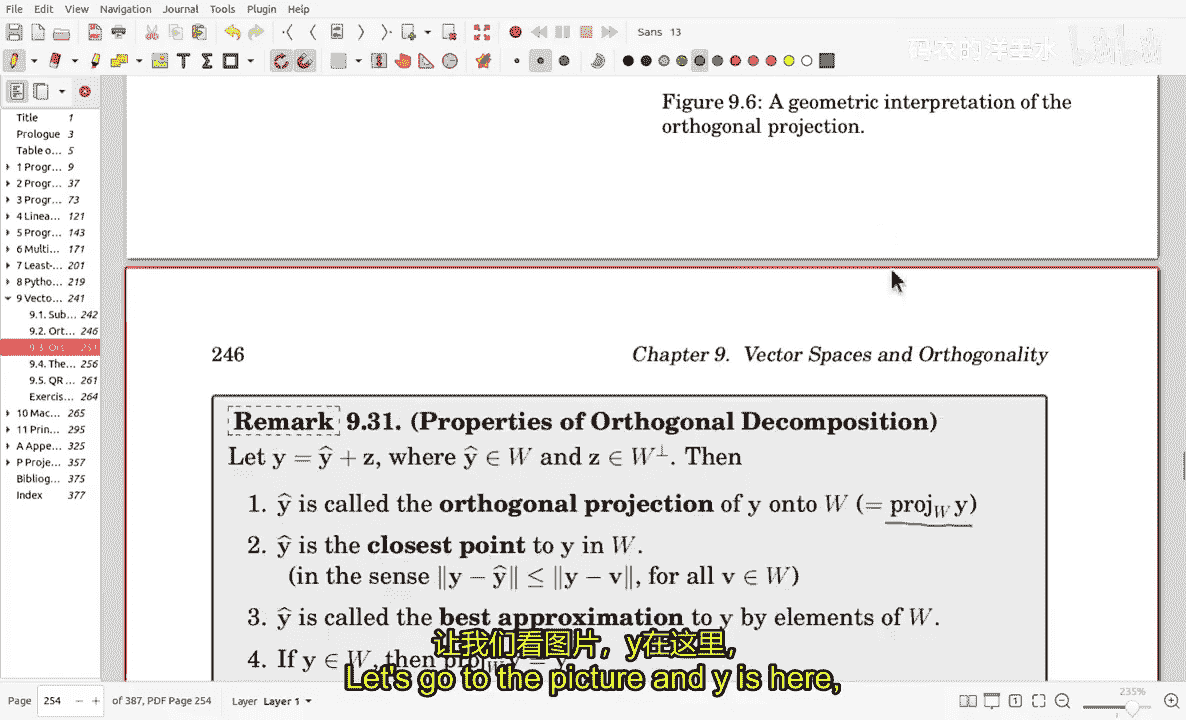 File Edit View Navigation Journal Tools Plugin Help
Sans 13
码农的洋墨水
Title 1
Prologue 3
Table o... 5
1 Progr... 9
2 Progr... 37
3 Progr... 73
4 Linea... 121
5 Progr... 143
6 Multi... 171
7 Least-... 201
8 Pytho... 219
9 Vecto... 241
9.1. Sub... 242
9.2. Ort... 246
9.4. The... 256
9.5. QR ... 261
Exercis... 264
10 Mac... 265
11 Prin... 295
A Appe... 325
P Proje... 357
Bibliog... 375
Index 377
Figure 9.6: A geometric interpretation of the
orthogonal projection.
246 Chapter 9. Vector Spaces and Orthogonality
Remark 9.31. (Properties of Orthogonal Decomposition)
Let y = ŷ + z, where ŷ ∈ W and z ∈ W⊥. Then
1. ŷ is called the orthogonal projection of y onto W (= proj_W y)
2. ŷ is the closest point to y in W.
(in the sense ‖y − ŷ‖ ≤ ‖y − v‖, for all v ∈ W)
3. ŷ is called the best approximation to y by elements of W.
4. If y ∈ W, then proj_W y = y
让我们看图片，y在这里，
Let's go to the picture and y is here,
Page 254 of 387, PDF Page 254 Layer Layer 1
235%